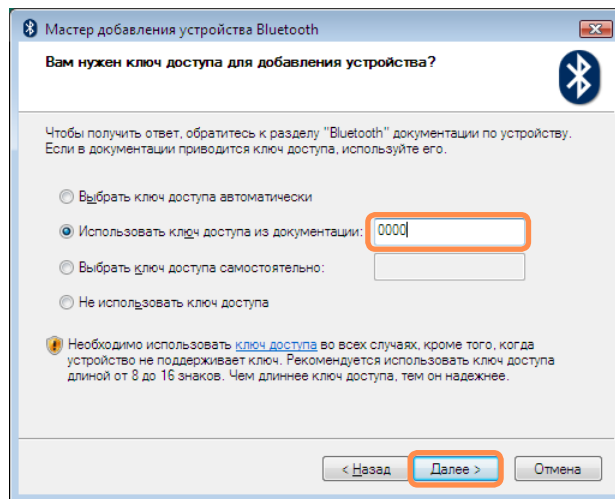 Мастер добавления устройства Bluetooth
Вам нужен ключ доступа для добавления устройства?
Чтобы получить ответ, обратитесь к разделу "Bluetooth" документации по устройству.
Если в документации приводится ключ доступа, используйте его.
Выбрать ключ доступа автоматически
Использовать ключ доступа из документации: 0000
Выбрать ключ доступа самостоятельно:
Не использовать ключ доступа
Необходимо использовать ключ доступа во всех случаях, кроме того, когда
устройство не поддерживает ключ. Рекомендуется использовать ключ доступа
длиной от 8 до 16 знаков. Чем длиннее ключ доступа, тем он надежнее.
< Назад Далее > Отмена